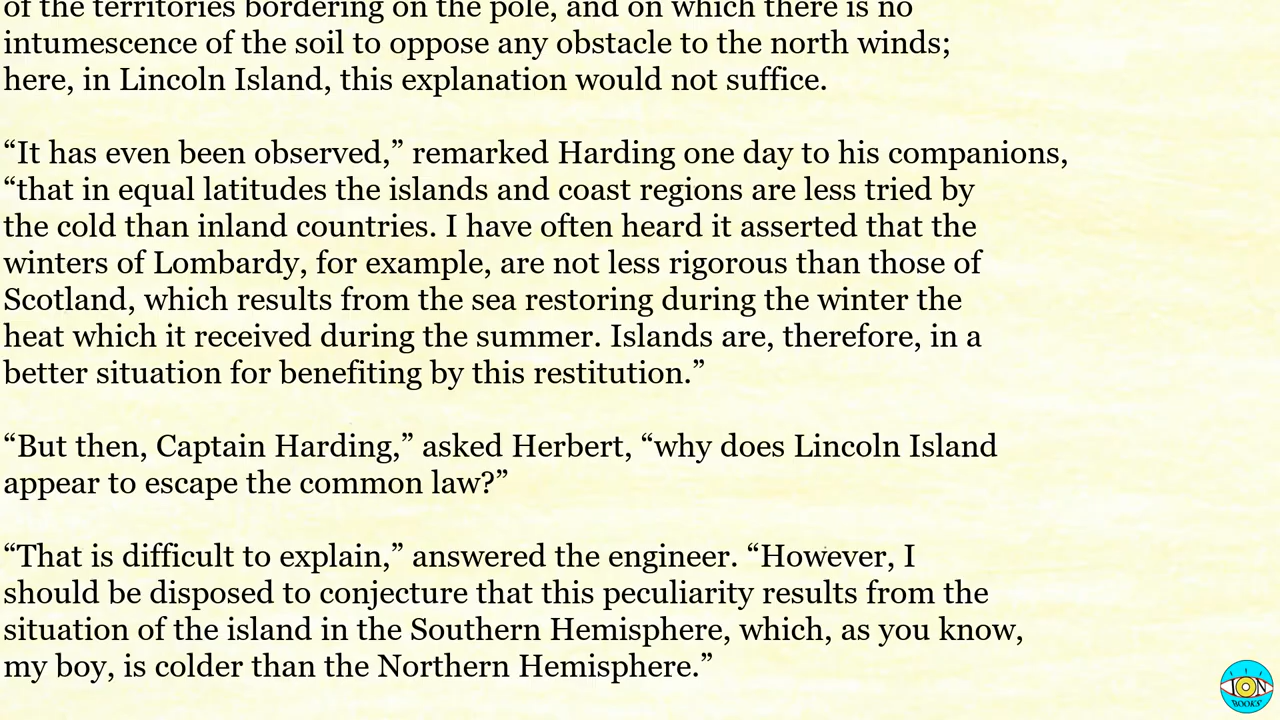 of the territories bordering on the pole, and on which there is no
intumescence of the soil to oppose any obstacle to the north winds;
here, in Lincoln Island, this explanation would not suffice.
“It has even been observed,” remarked Harding one day to his companions,
“that in equal latitudes the islands and coast regions are less tried by
the cold than inland countries. I have often heard it asserted that the
winters of Lombardy, for example, are not less rigorous than those of
Scotland, which results from the sea restoring during the winter the
heat which it received during the summer. Islands are, therefore, in a
better situation for benefiting by this restitution.”
“But then, Captain Harding,” asked Herbert, “why does Lincoln Island
appear to escape the common law?”
“That is difficult to explain,” answered the engineer. “However, I
should be disposed to conjecture that this peculiarity results from the
situation of the island in the Southern Hemisphere, which, as you know,
my boy, is colder than the Northern Hemisphere.”
ION
BOOKS